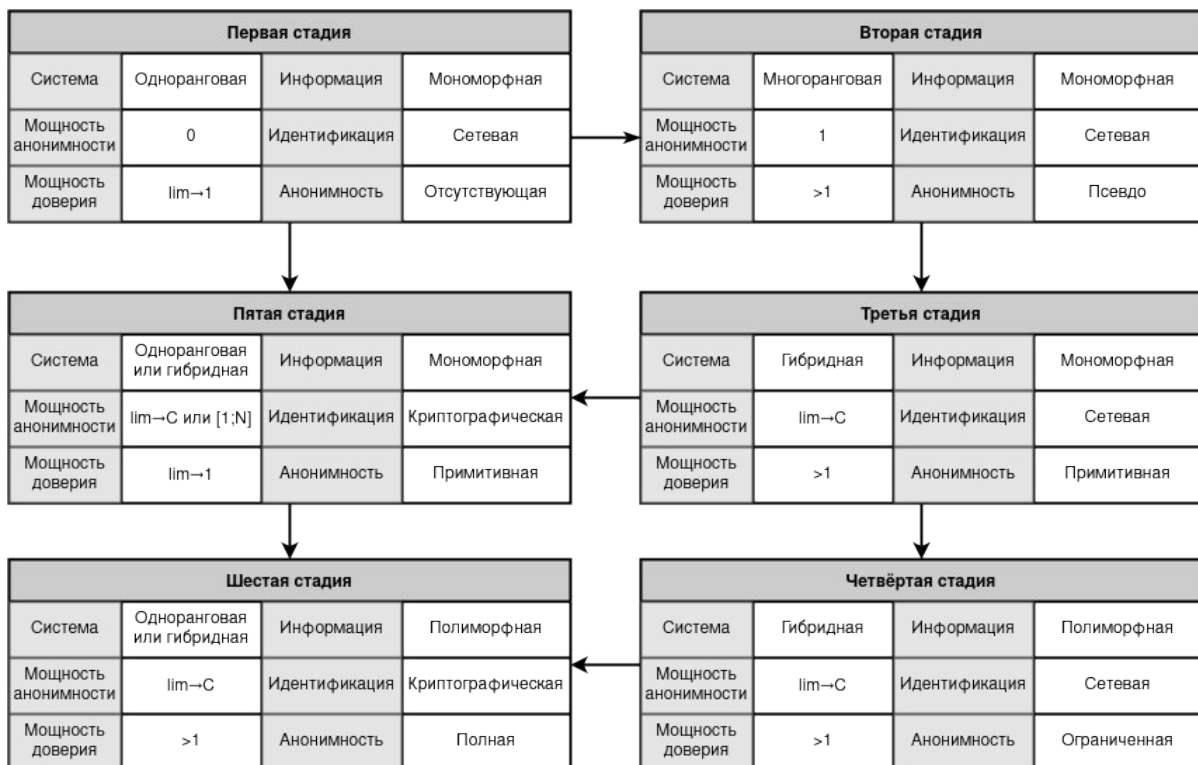 Первая стадия
Система Одноранговая Информация Мономорфная
Мощность анонимности 0 Идентификация Сетевая
Мощность доверия lim→1 Анонимность Отсутствующая
Вторая стадия
Система Многоранговая Информация Мономорфная
Мощность анонимности 1 Идентификация Сетевая
Мощность доверия >1 Анонимность Псевдо
Пятая стадия
Система Одноранговая или гибридная Информация Мономорфная
Мощность анонимности lim→C или [1;N] Идентификация Криптографическая
Мощность доверия lim→1 Анонимность Примитивная
Третья стадия
Система Гибридная Информация Мономорфная
Мощность анонимности lim→C Идентификация Сетевая
Мощность доверия >1 Анонимность Примитивная
Шестая стадия
Система Одноранговая или гибридная Информация Полиморфная
Мощность анонимности lim→C Идентификация Криптографическая
Мощность доверия >1 Анонимность Полная
Четвёртая стадия
Система Гибридная Информация Полиморфная
Мощность анонимности lim→C Идентификация Сетевая
Мощность доверия >1 Анонимность Ограниченная